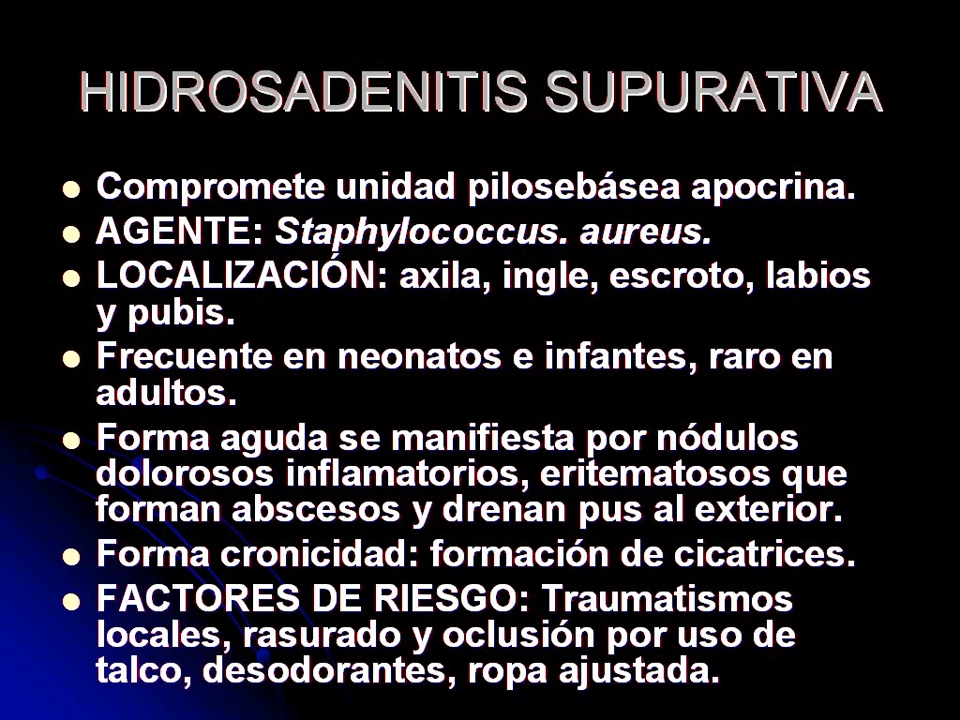 HIDROSADENITIS SUPURATIVA
● Compromete unidad pilosebásea apocrina.
● AGENTE: Staphylococcus. aureus.
● LOCALIZACIÓN: axila, ingle, escroto, labios
y pubis.
● Frecuente en neonatos e infantes, raro en
adultos.
● Forma aguda se manifiesta por nódulos
dolorosos inflamatorios, eritematosos que
forman abscesos y drenan pus al exterior.
● Forma cronicidad: formación de cicatrices.
● FACTORES DE RIESGO: Traumatismos
locales, rasurado y oclusión por uso de
talco, desodorantes, ropa ajustada.